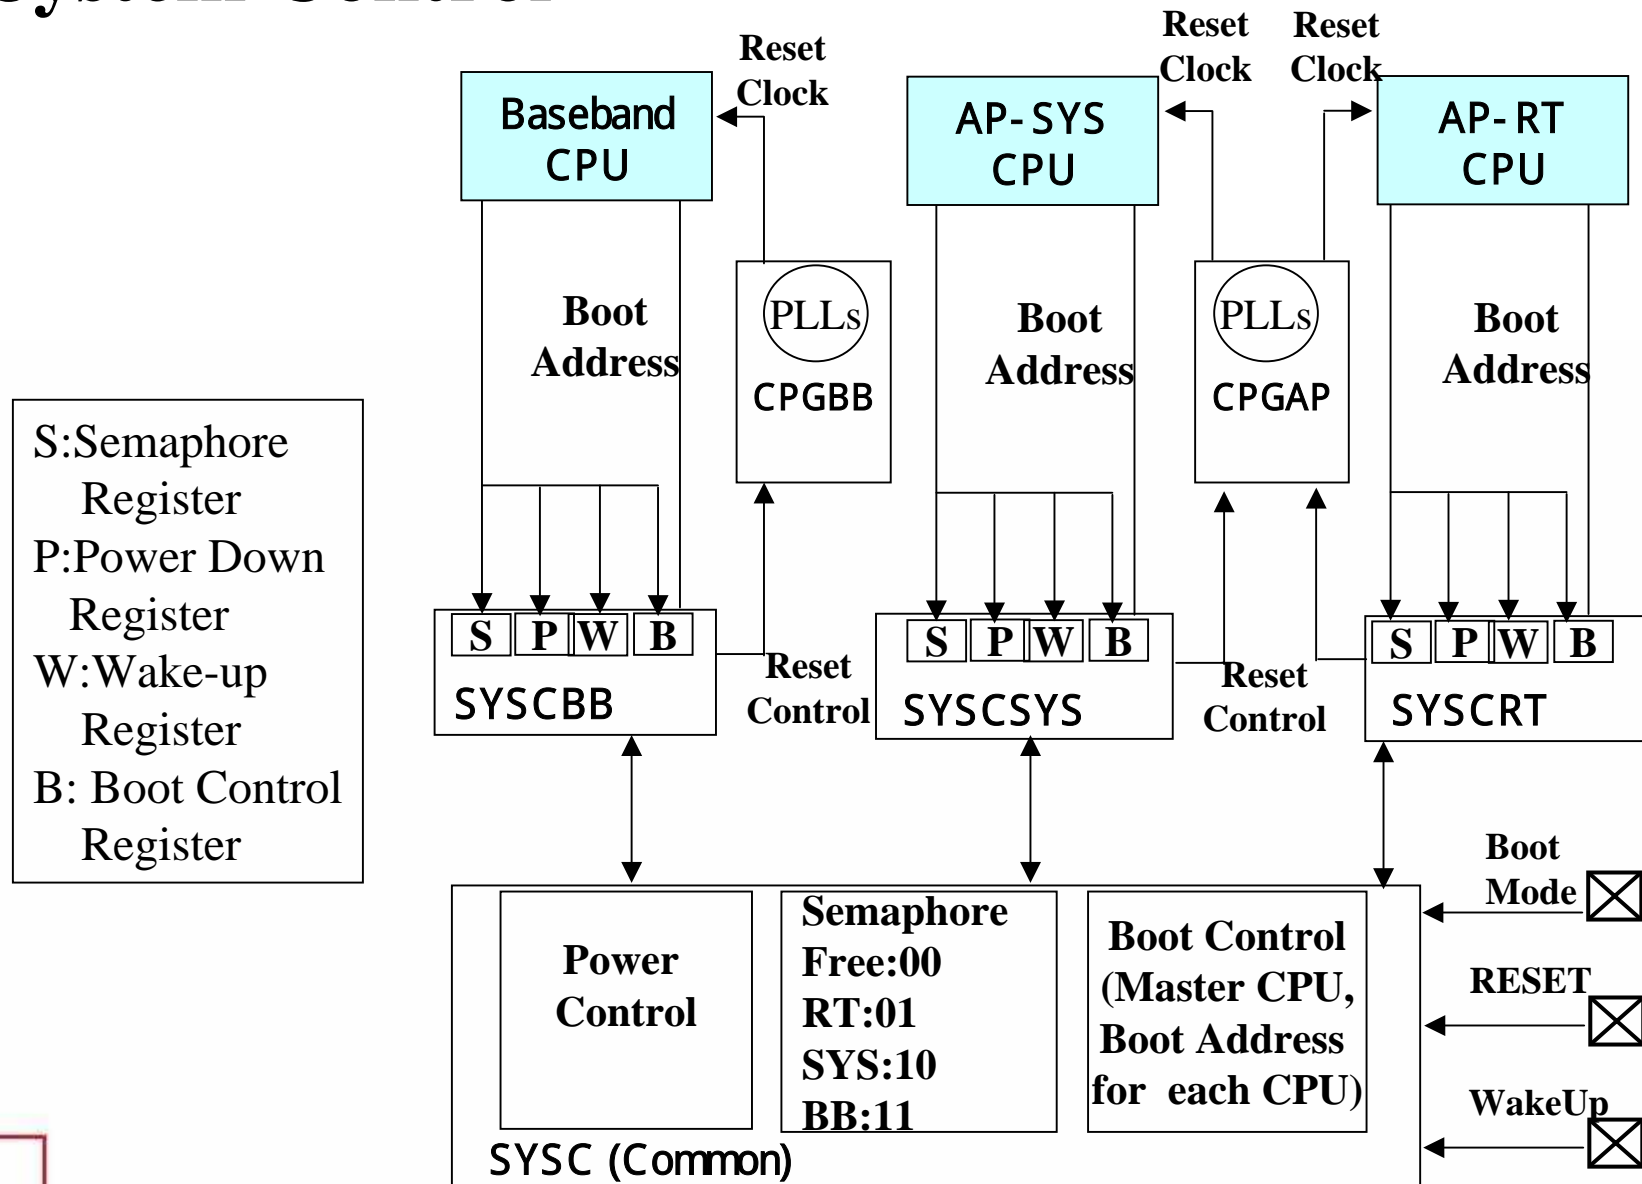 System Control
Reset
Clock
Reset
Clock
Reset
Clock
Baseband
CPU
AP-SYS
CPU
AP-RT
CPU
Boot
Address
PLLs
CPGBB
Boot
Address
PLLs
CPGAP
Boot
Address
S:Semaphore
Register
P:Power Down
Register
W:Wake-up
Register
B: Boot Control
Register
S P W B
SYSCBB
Reset
Control
S P W B
SYSCSYS
Reset
Control
S P W B
SYSCRT
Power
Control
Semaphore
Free:00
RT:01
SYS:10
BB:11
Boot Control
(Master CPU,
Boot Address
for each CPU)
SYSC (Common)
Boot
Mode
RESET
WakeUp